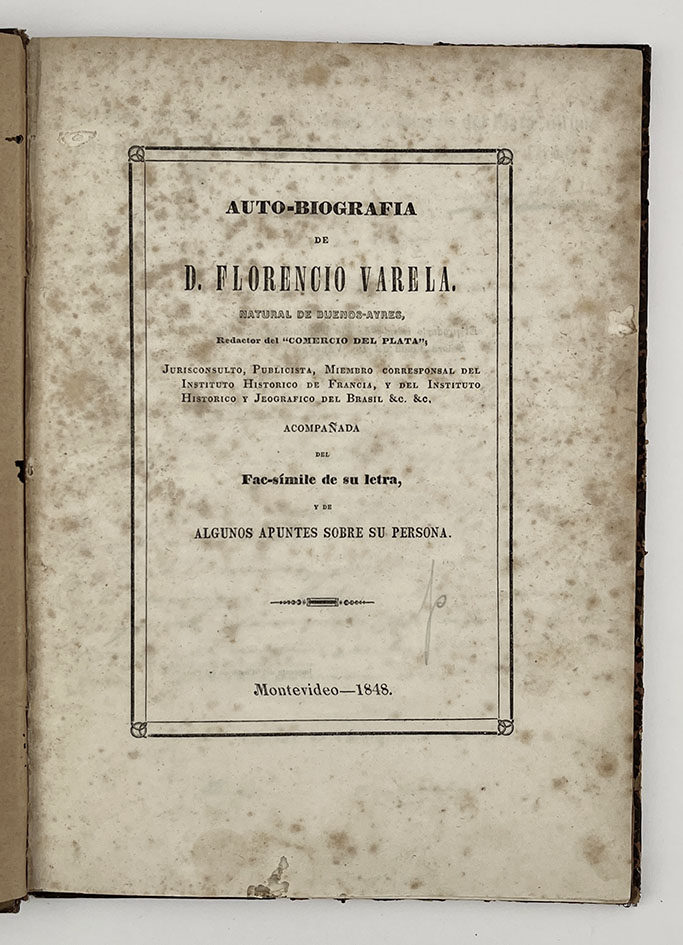 AUTO-BIOGRAFIA
DE
D. FLORENCIO VARELA.
NATURAL DE BUENOS-AYRES,
Redactor del "COMERCIO DEL PLATA";
JURISCONSULTO, PUBLICISTA, MIEMBRO CORRESPONSAL DEL
INSTITUTO HISTORICO DE FRANCIA, Y DEL INSTITUTO
HISTORICO Y JEOGRAFICO DEL BRASIL &C. &C.
ACOMPAÑADA
DEL
Fac-símile de su letra,
Y DE
ALGUNOS APUNTES SOBRE SU PERSONA.
Montevideo—1848.